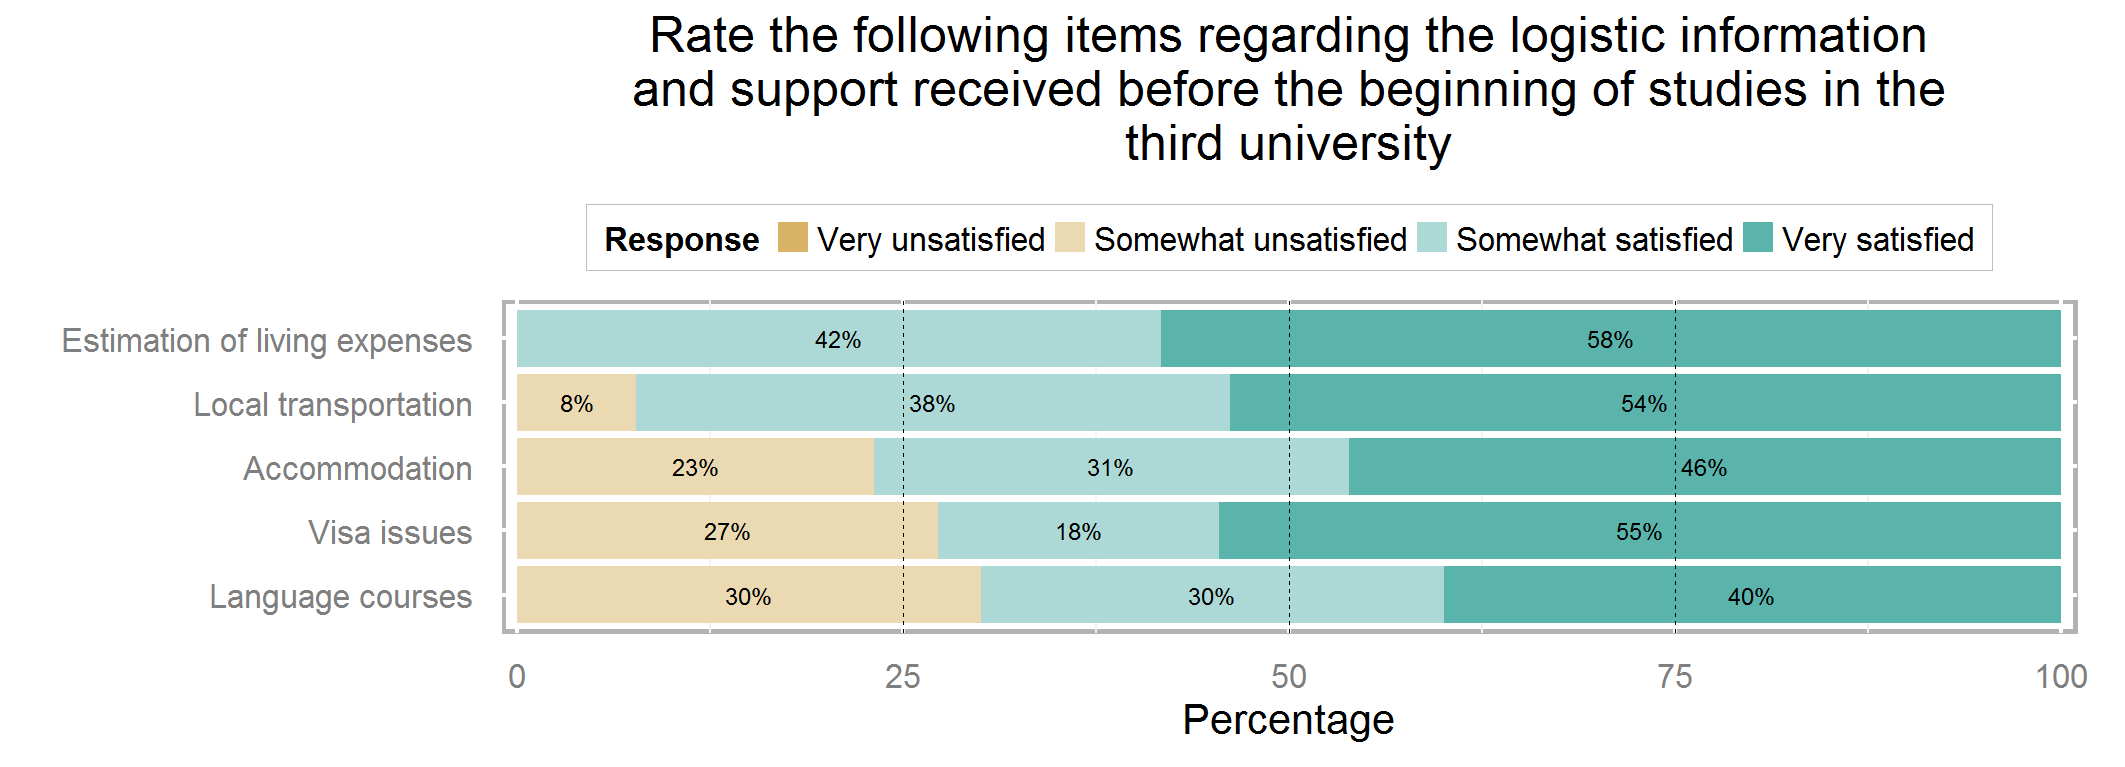 Rate the following items regarding the logistic information
and support received before the beginning of studies in the
third university
Response Very unsatisfied Somewhat unsatisfied Somewhat satisfied Very satisfied
Estimation of living expenses 42% 58%
Local transportation 8% 38% 54%
Accommodation 23% 31% 46%
Visa issues 27% 18% 55%
Language courses 30% 30% 40%
0 25 50 75 100
Percentage